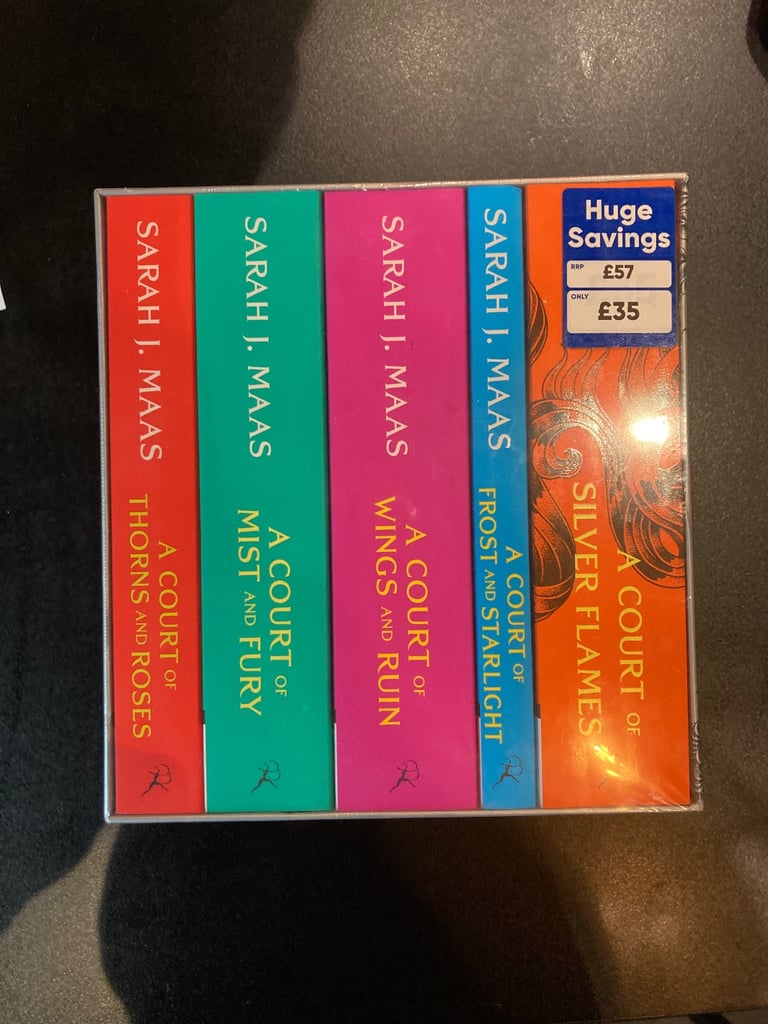 SARAH J. MAAS
A COURT OF
THORNS AND ROSES
SARAH J. MAAS
A COURT OF
MIST AND FURY
SARAH J. MAAS
A COURT OF
WINGS AND RUIN
SARAH J. MAAS
A COURT OF
FROST AND STARLIGHT
Huge
Savings
RRP £57
ONLY £35
A COURT OF
SILVER FLAMES